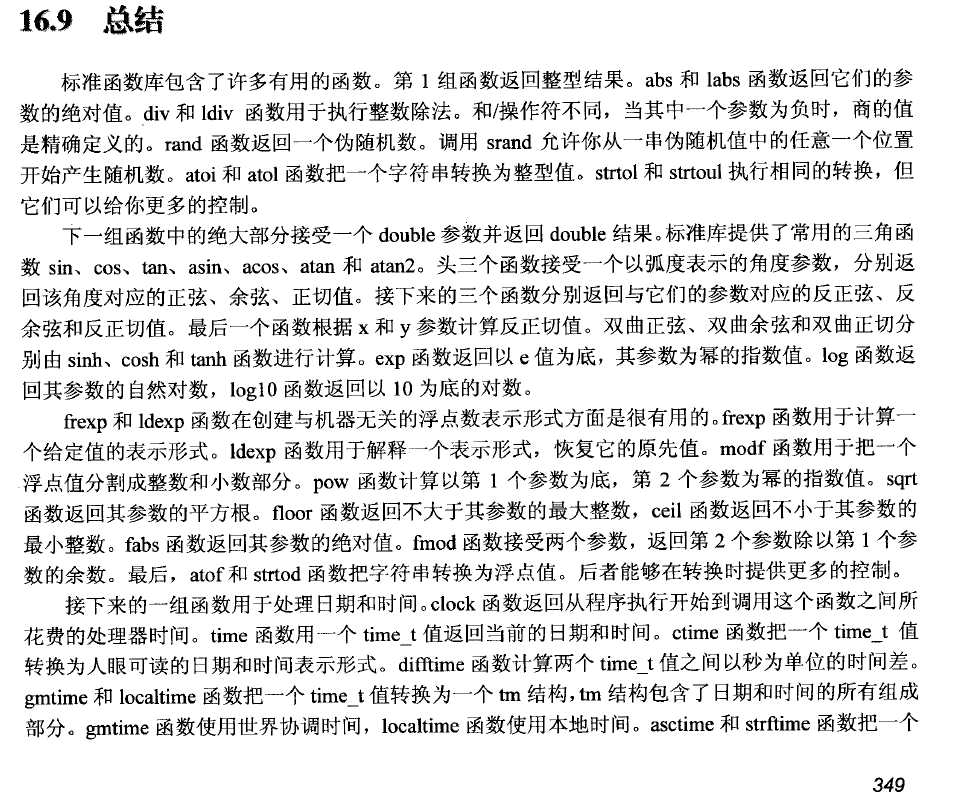 16.9 总结
标准函数库包含了许多有用的函数。第 1 组函数返回整型结果。abs 和 labs 函数返回它们的参
数的绝对值。div 和 ldiv 函数用于执行整数除法。和/操作符不同，当其中一个参数为负时，商的值
是精确定义的。rand 函数返回一个伪随机数。调用 srand 允许你从一串伪随机值中的任意一个位置
开始产生随机数。atoi 和 atol 函数把一个字符串转换为整型值。strtol 和 strtoul 执行相同的转换，但
它们可以给你更多的控制。
下一组函数中的绝大部分接受一个 double 参数并返回 double 结果。标准库提供了常用的三角函
数 sin、cos、tan、asin、acos、atan 和 atan2。头三个函数接受一个以弧度表示的角度参数，分别返
回该角度对应的正弦、余弦、正切值。接下来的三个函数分别返回与它们的参数对应的反正弦、反
余弦和反正切值。最后一个函数根据 x 和 y 参数计算反正切值。双曲正弦、双曲余弦和双曲正切分
别由 sinh、cosh 和 tanh 函数进行计算。exp 函数返回以 e 值为底，其参数为幂的指数值。log 函数返
回其参数的自然对数，log10 函数返回以 10 为底的对数。
frexp 和 ldexp 函数在创建与机器无关的浮点数表示形式方面是很有用的。frexp 函数用于计算一
个给定值的表示形式。ldexp 函数用于解释一个表示形式，恢复它的原先值。modf 函数用于把一个
浮点值分割成整数和小数部分。pow 函数计算以第 1 个参数为底，第 2 个参数为幂的指数值。sqrt
函数返回其参数的平方根。floor 函数返回不大于其参数的最大整数，ceil 函数返回不小于其参数的
最小整数。fabs 函数返回其参数的绝对值。fmod 函数接受两个参数，返回第 2 个参数除以第 1 个参
数的余数。最后，atof 和 strtod 函数把字符串转换为浮点值。后者能够在转换时提供更多的控制。
接下来的一组函数用于处理日期和时间。clock 函数返回从程序执行开始到调用这个函数之间所
花费的处理器时间。time 函数用一个 time_t 值返回当前的日期和时间。ctime 函数把一个 time_t 值
转换为人眼可读的日期和时间表示形式。difftime 函数计算两个 time_t 值之间以秒为单位的时间差。
gmtime 和 localtime 函数把一个 time_t 值转换为一个 tm 结构，tm 结构包含了日期和时间的所有组成
部分。gmtime 函数使用世界协调时间，localtime 函数使用本地时间。asctime 和 strftime 函数把一个
349